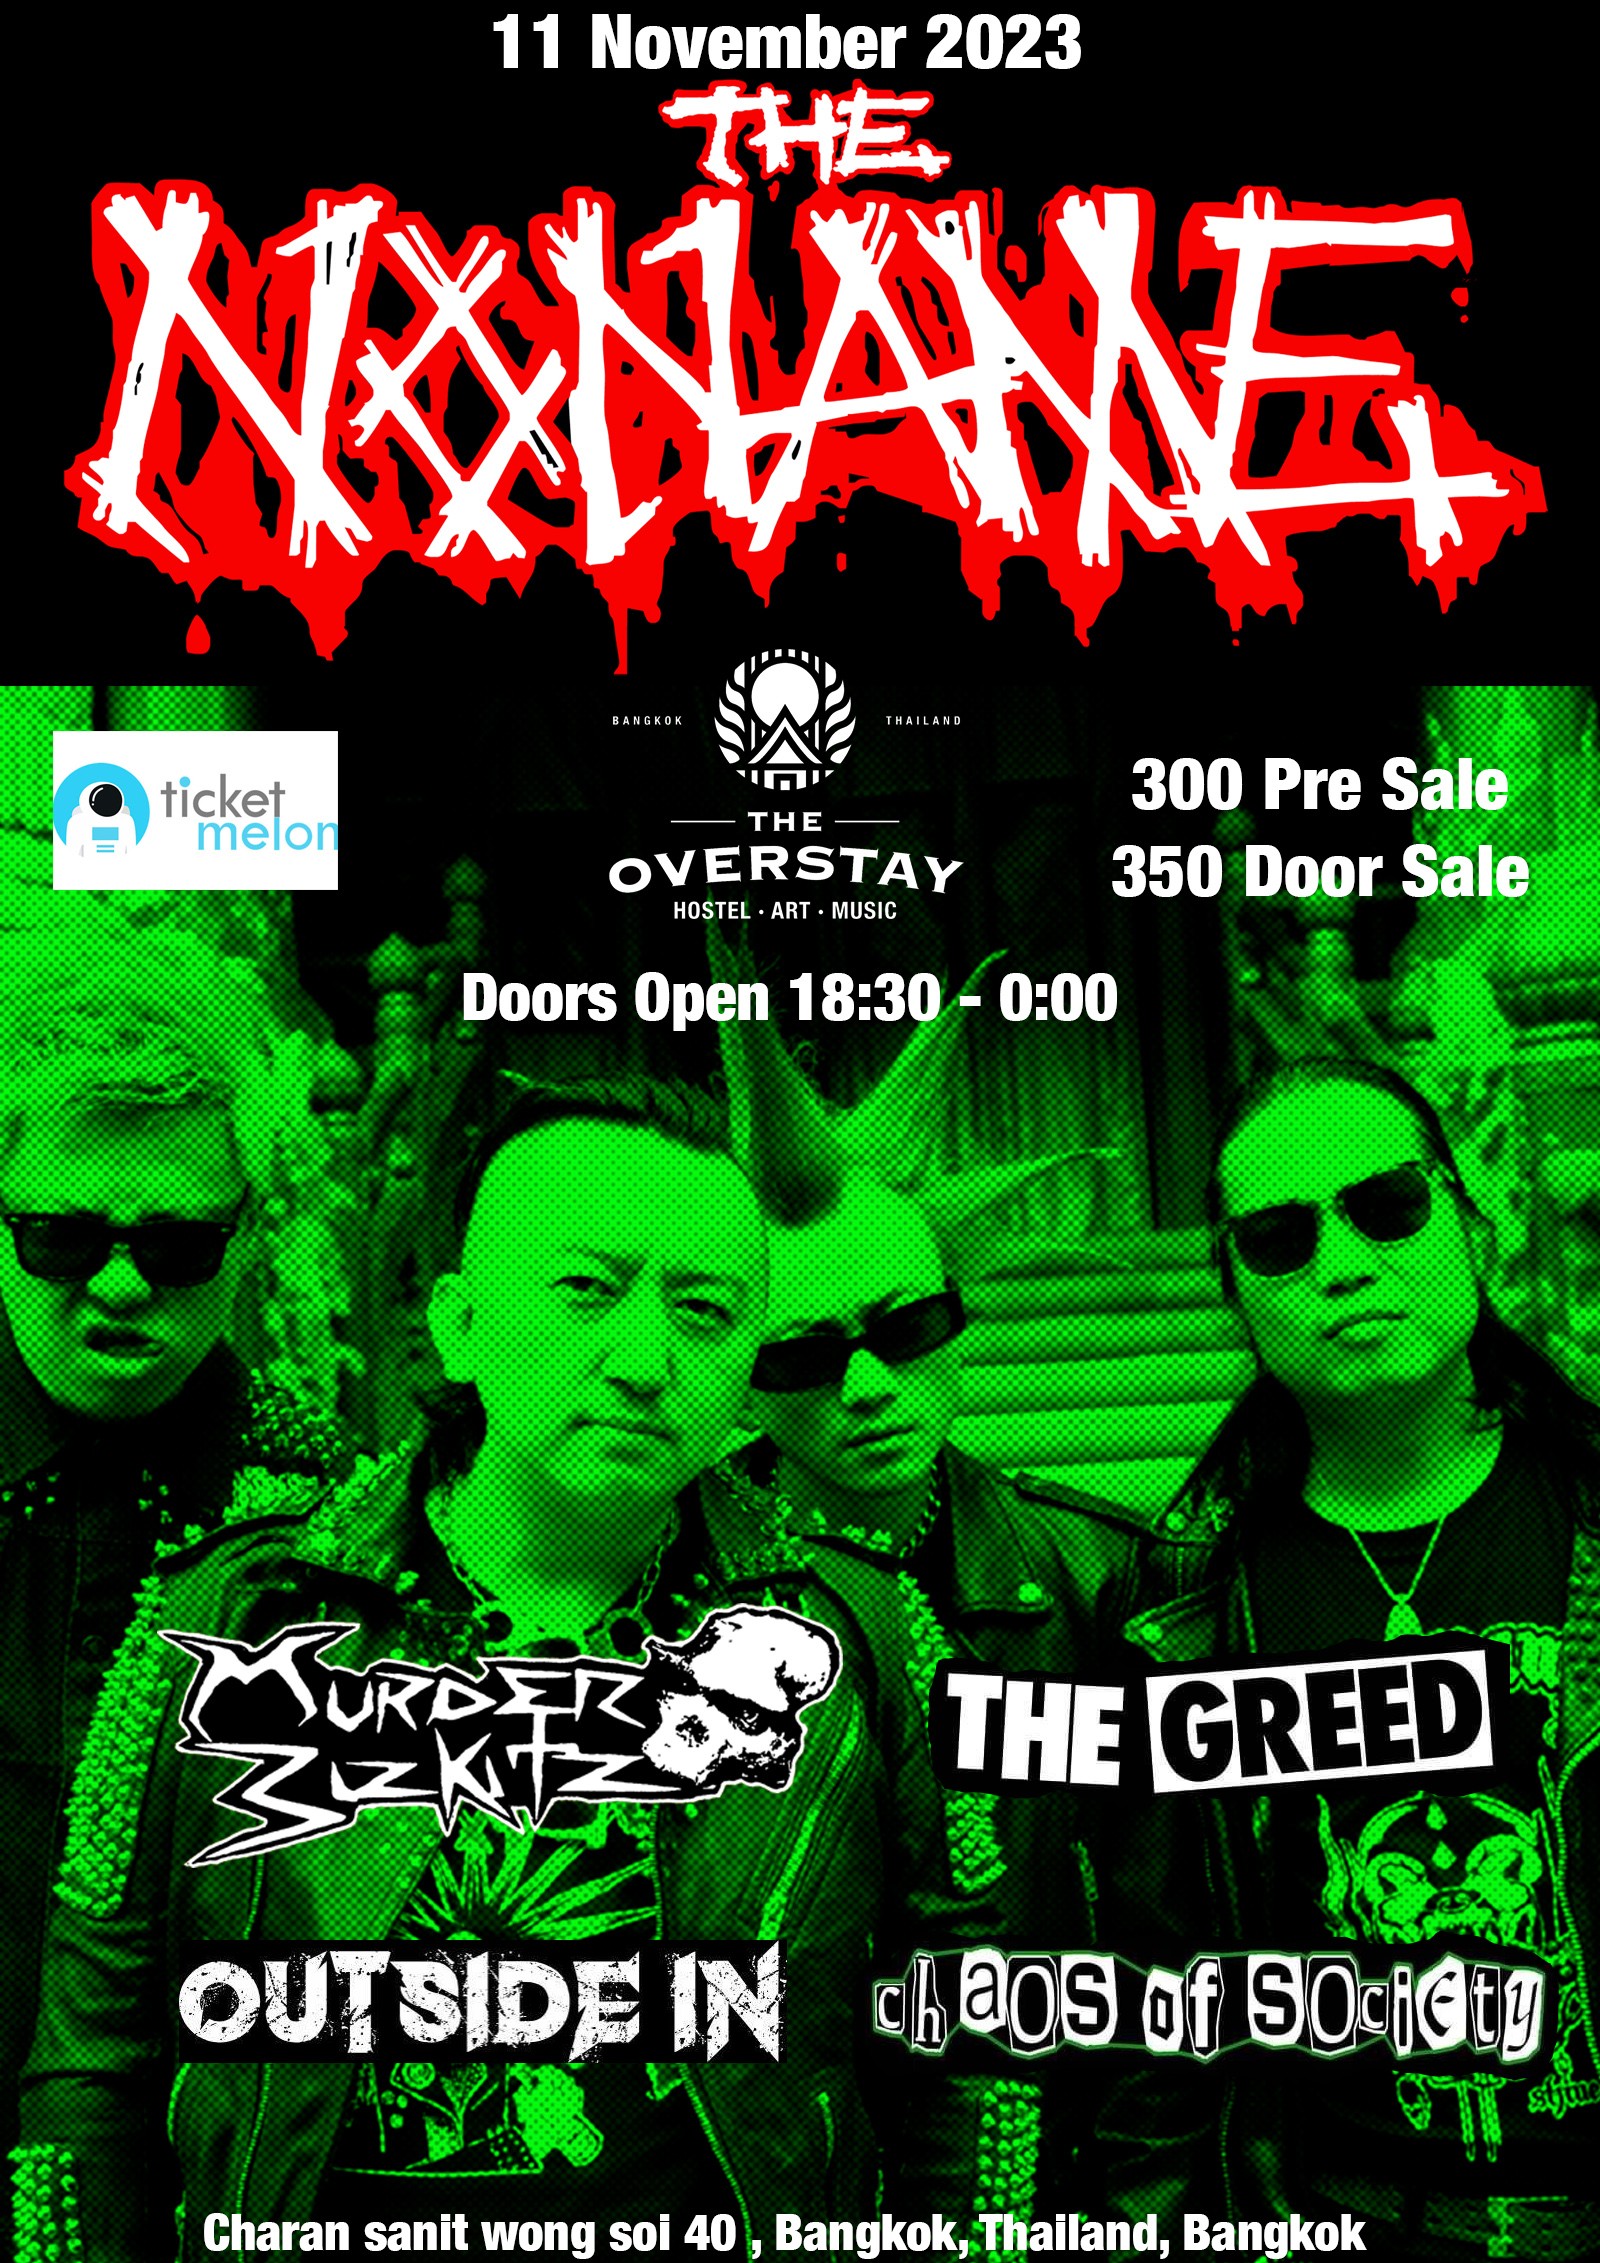 11 November 2023
THE
NONAME
BANGKOK THAILAND
ticket
melon
THE
OVERSTAY
HOSTEL • ART • MUSIC
300 Pre Sale
350 Door Sale
Doors Open 18:30 - 0:00
MURDER
THE GREED
OUTSIDE IN
chaos of society
Charan sanit wong soi 40 , Bangkok, Thailand, Bangkok